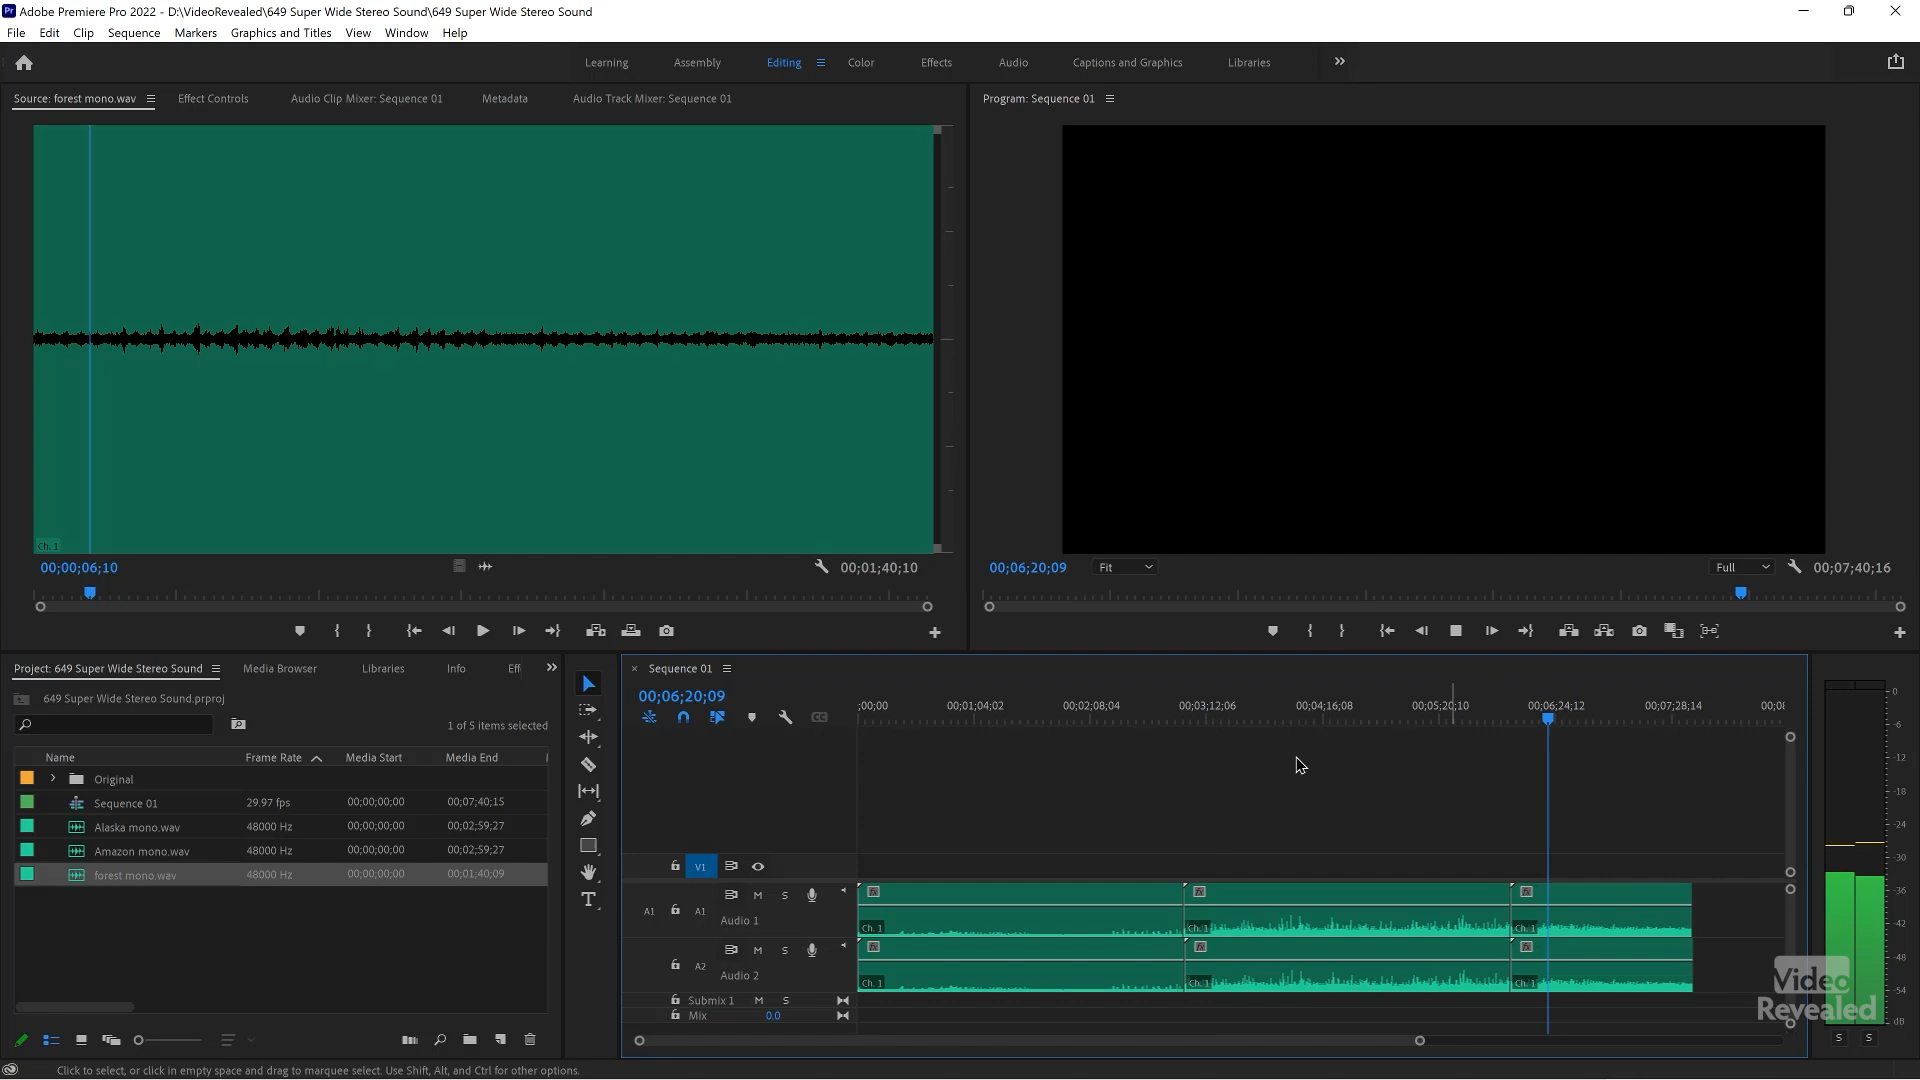 Adobe Premiere Pro 2022 - D:\VideoRevealed\649 Super Wide Stereo Sound\649 Super Wide Stereo Sound
File Edit Clip Sequence Markers Graphics and Titles View Window Help
Learning Assembly Editing Color Effects Audio Captions and Graphics Libraries
Source: forest mono.wav Effect Controls Audio Clip Mixer: Sequence 01 Metadata Audio Track Mixer: Sequence 01
Program: Sequence 01
Ch. 1
00;00;06;10 00;01;40;10
00;06;20;09 Fit Full 00;07;40;16
Project: 649 Super Wide Stereo Sound Media Browser Libraries Info Eff
649 Super Wide Stereo Sound.prproj
1 of 5 items selected
Name Frame Rate Media Start Media End
Original
Sequence 01 29.97 fps 00;00;00;00 00;07;40;15
Alaska mono.wav 48000 Hz 00;00;00;00 00;02;59;27
Amazon mono.wav 48000 Hz 00;00;00;00 00;02;59;27
forest mono.wav 48000 Hz 00;00;00;00 00;01;40;09
Sequence 01
00;06;20;09
;00;00 00;01;04;02 00;02;08;04 00;03;12;06 00;04;16;08 00;05;20;10 00;06;24;12 00;07;28;14 00;08
CC
V1
A1 A1 M S
Audio 1
fx fx fx
Ch. 1 Ch. 1 Ch. 1
A2 M S
Audio 2
fx fx fx
Ch. 1 Ch. 1 Ch. 1
Submix 1 M S
Mix 0.0
0
-6
-12
-18
-24
-30
-36
-42
-48
-54
dB
S S
Video
Revealed
Click to select, or click in empty space and drag to marquee select. Use Shift, Alt, and Ctrl for other options.